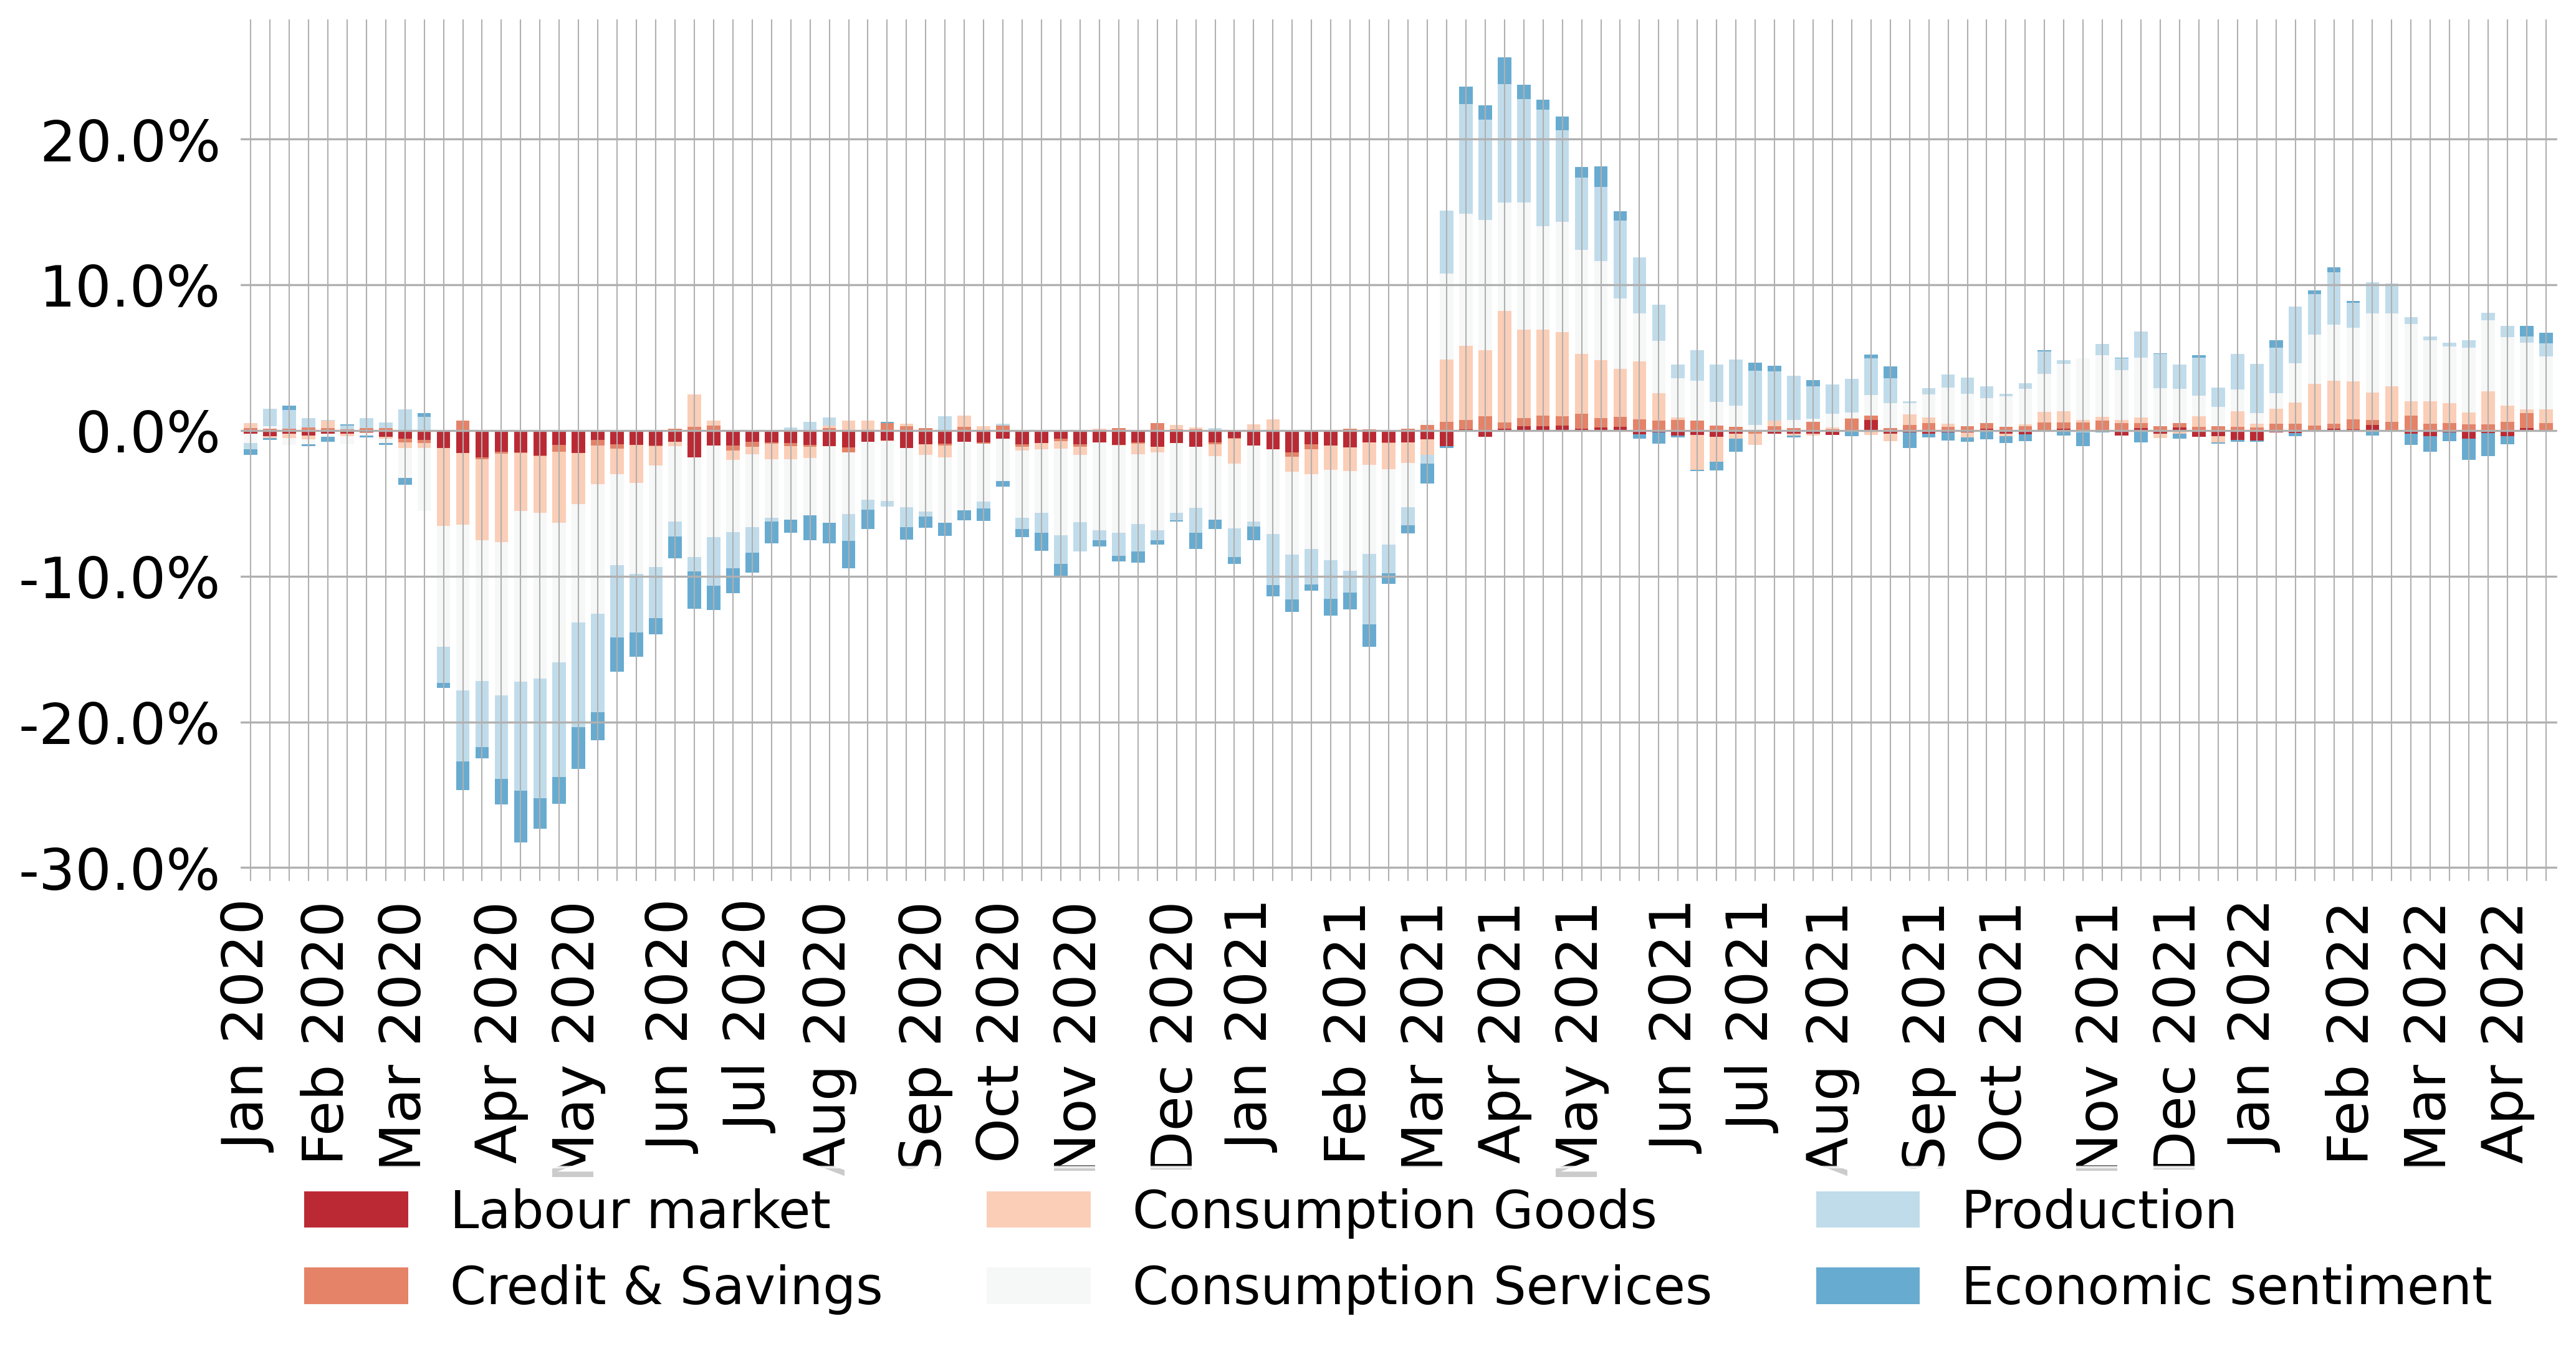 20.0%
10.0%
0.0%
-10.0%
-20.0%
-30.0%
Jan 2020
Feb 2020
Mar 2020
Apr 2020
May 2020
Jun 2020
Jul 2020
Aug 2020
Sep 2020
Oct 2020
Nov 2020
Dec 2020
Jan 2021
Feb 2021
Mar 2021
Apr 2021
May 2021
Jun 2021
Jul 2021
Aug 2021
Sep 2021
Oct 2021
Nov 2021
Dec 2021
Jan 2022
Feb 2022
Mar 2022
Apr 2022
Labour market
Consumption Goods
Production
Credit & Savings
Consumption Services
Economic sentiment